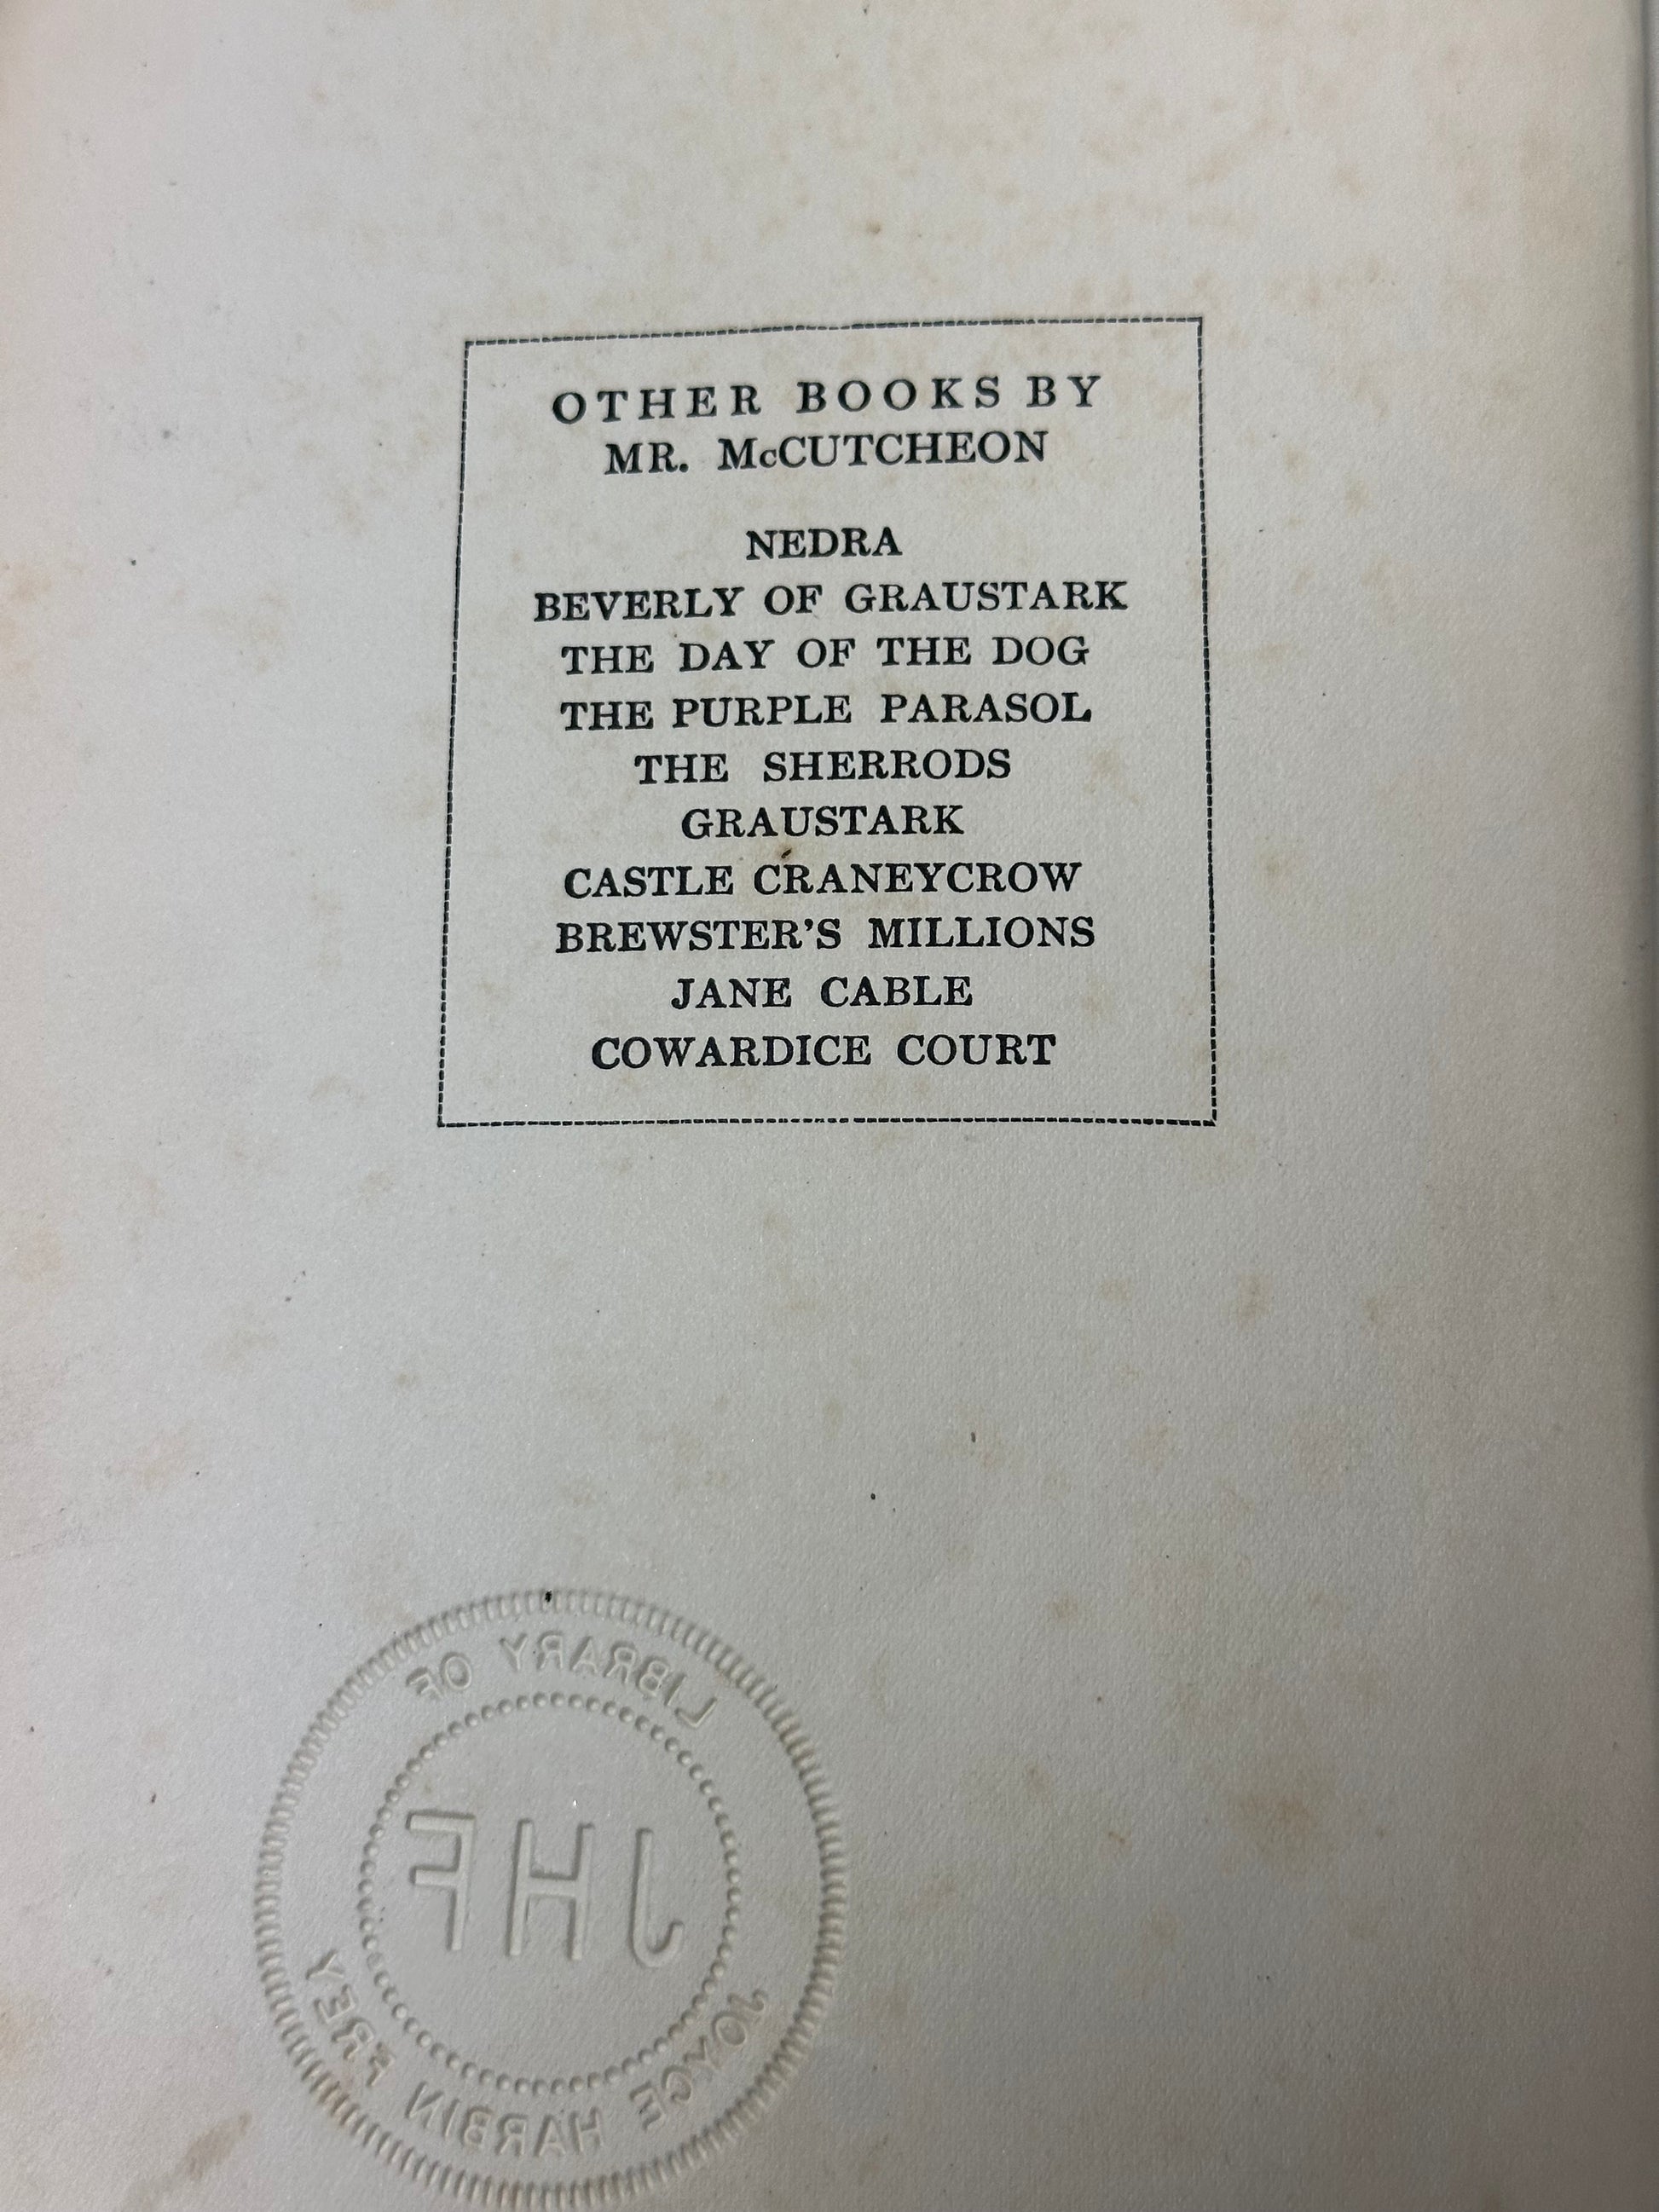 OTHER BOOKS BY
MR. McCUTCHEON
NEDRA
BEVERLY OF GRAUSTARK
THE DAY OF THE DOG
THE PURPLE PARASOL
THE SHERRODS
GRAUSTARK
CASTLE CRANEYCROW
BREWSTER'S MILLIONS
JANE CABLE
COWARDICE COURT
LIBRARY OF
JHF
JOYCE HARBIN FREY